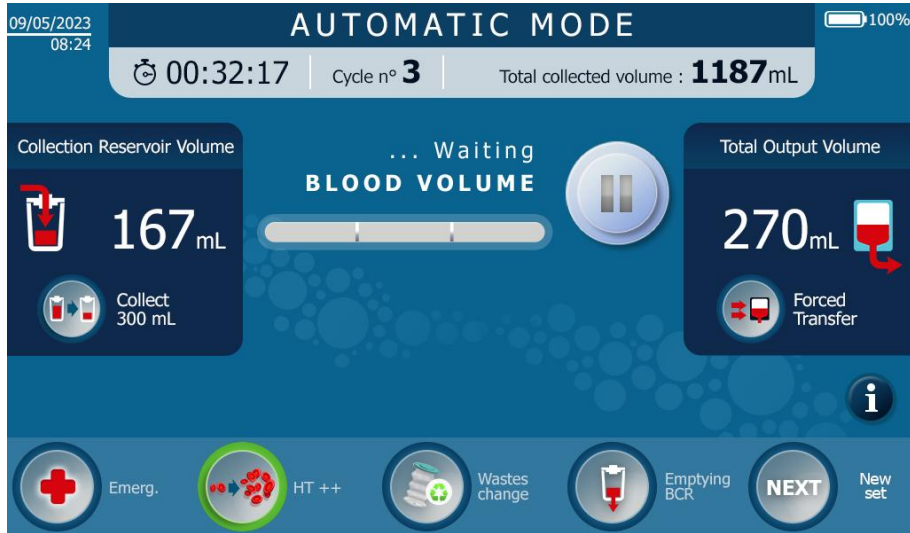 09/05/2023
08:24
AUTOMATIC MODE
100%
00:32:17
Cycle n° 3
Total collected volume : 1187mL
Collection Reservoir Volume
167mL
Collect
300 mL
... Waiting
BLOOD VOLUME
Total Output Volume
270mL
Forced
Transfer
i
Emerg.
HT ++
Wastes
change
Emptying
BCR
NEXT
New
set